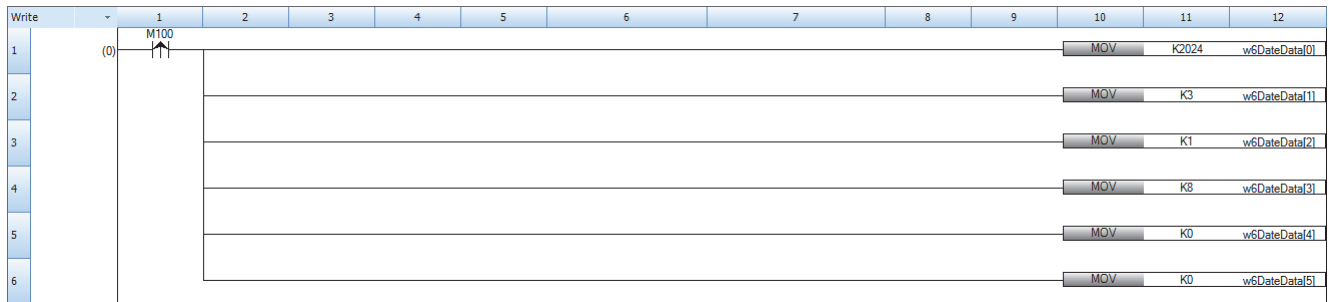 Write 1 2 3 4 5 6 7 8 9 10 11 12
M100
1 (0) MOV K2024 w6DateData[0]
2 MOV K3 w6DateData[1]
3 MOV K1 w6DateData[2]
4 MOV K8 w6DateData[3]
5 MOV K0 w6DateData[4]
6 MOV K0 w6DateData[5]